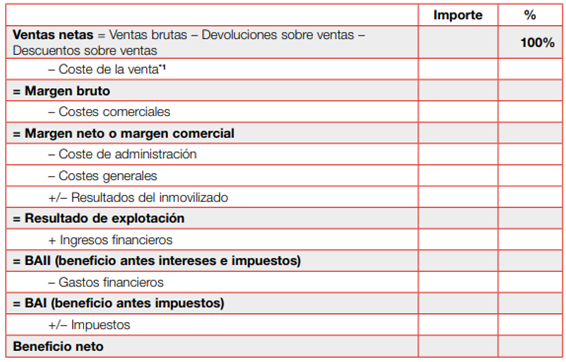 Importe %
Ventas netas = Ventas brutas – Devoluciones sobre ventas –
Descuentos sobre ventas 100%
– Coste de la venta*1
= Margen bruto
– Costes comerciales
= Margen neto o margen comercial
– Coste de administración
– Costes generales
+/– Resultados del inmovilizado
= Resultado de explotación
+ Ingresos financieros
= BAII (beneficio antes intereses e impuestos)
– Gastos financieros
= BAI (beneficio antes impuestos)
+/– Impuestos
Beneficio neto